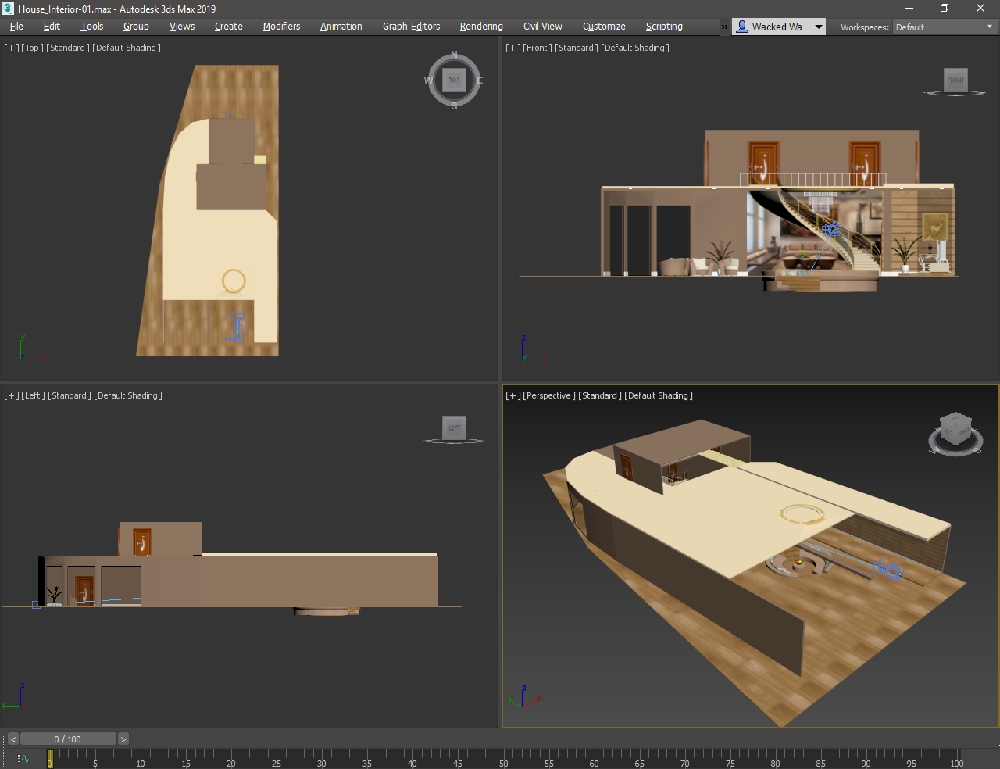 House_Interior-01.max - Autodesk 3ds Max 2019
File Edit Tools Group Views Create Modifiers Animation Graph Editors Rendering Civil View Customize Scripting » Wacked Wa Workspaces: Default
[+] [Top] [Standard] [Default Shading]
[+] [Front] [Standard] [Default Shading]
N
W TOP E
S
FRONT
y
x
z
y x
[+] [Left] [Standard] [Default Shading]
[+] [Perspective] [Standard] [Default Shading]
LEFT
z
z
< 0 / 100 >
0 5 10 15 20 25 30 35 40 45 50 55 60 65 70 75 80 85 90 95 100